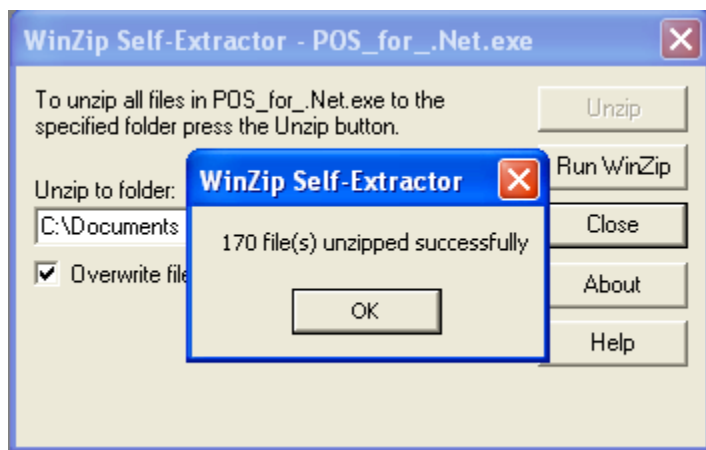 WinZip Self-Extractor - POS_for_.Net.exe
To unzip all files in POS_for_.Net.exe to the
specified folder press the Unzip button.
Unzip
Run WinZip
Unzip to folder:
C:\Documents
Close
Overwrite file
About
Help
WinZip Self-Extractor
170 file(s) unzipped successfully
OK